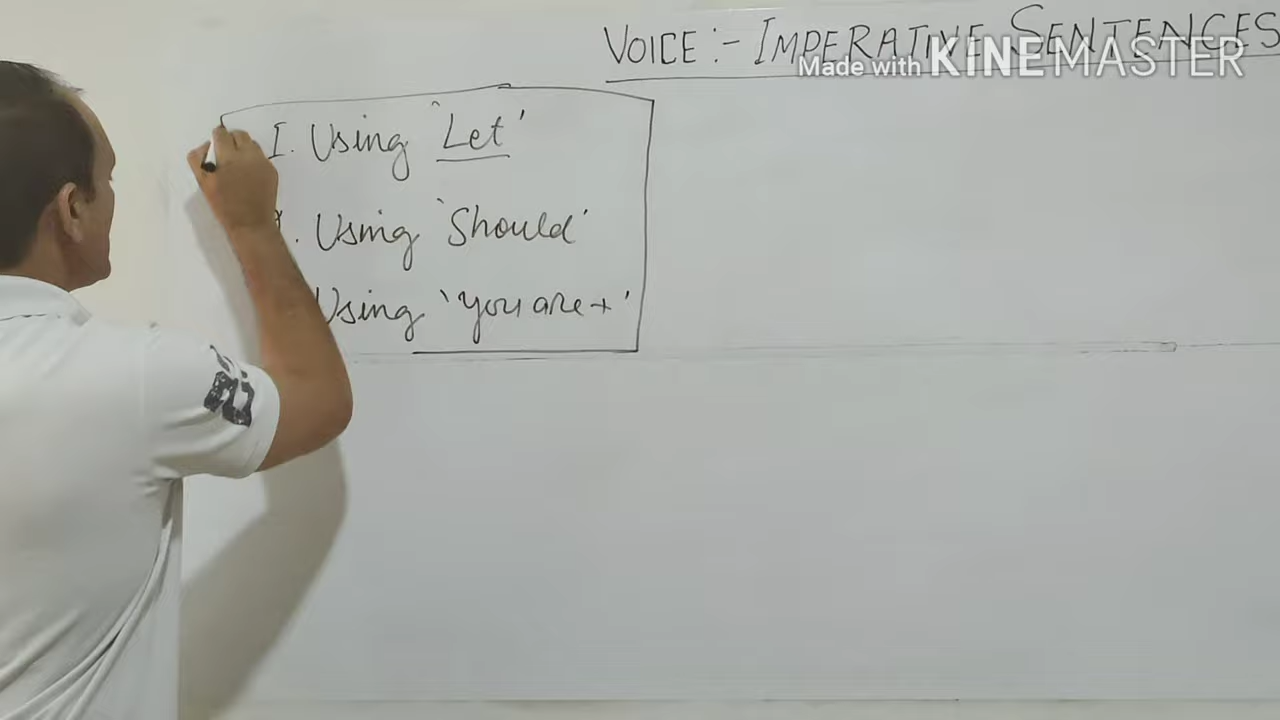 VOICE :- IMPERATIVE SENTENCES
Made with KINEMASTER
I. Using 'Let'
. Using 'Should'
Using 'you are + '